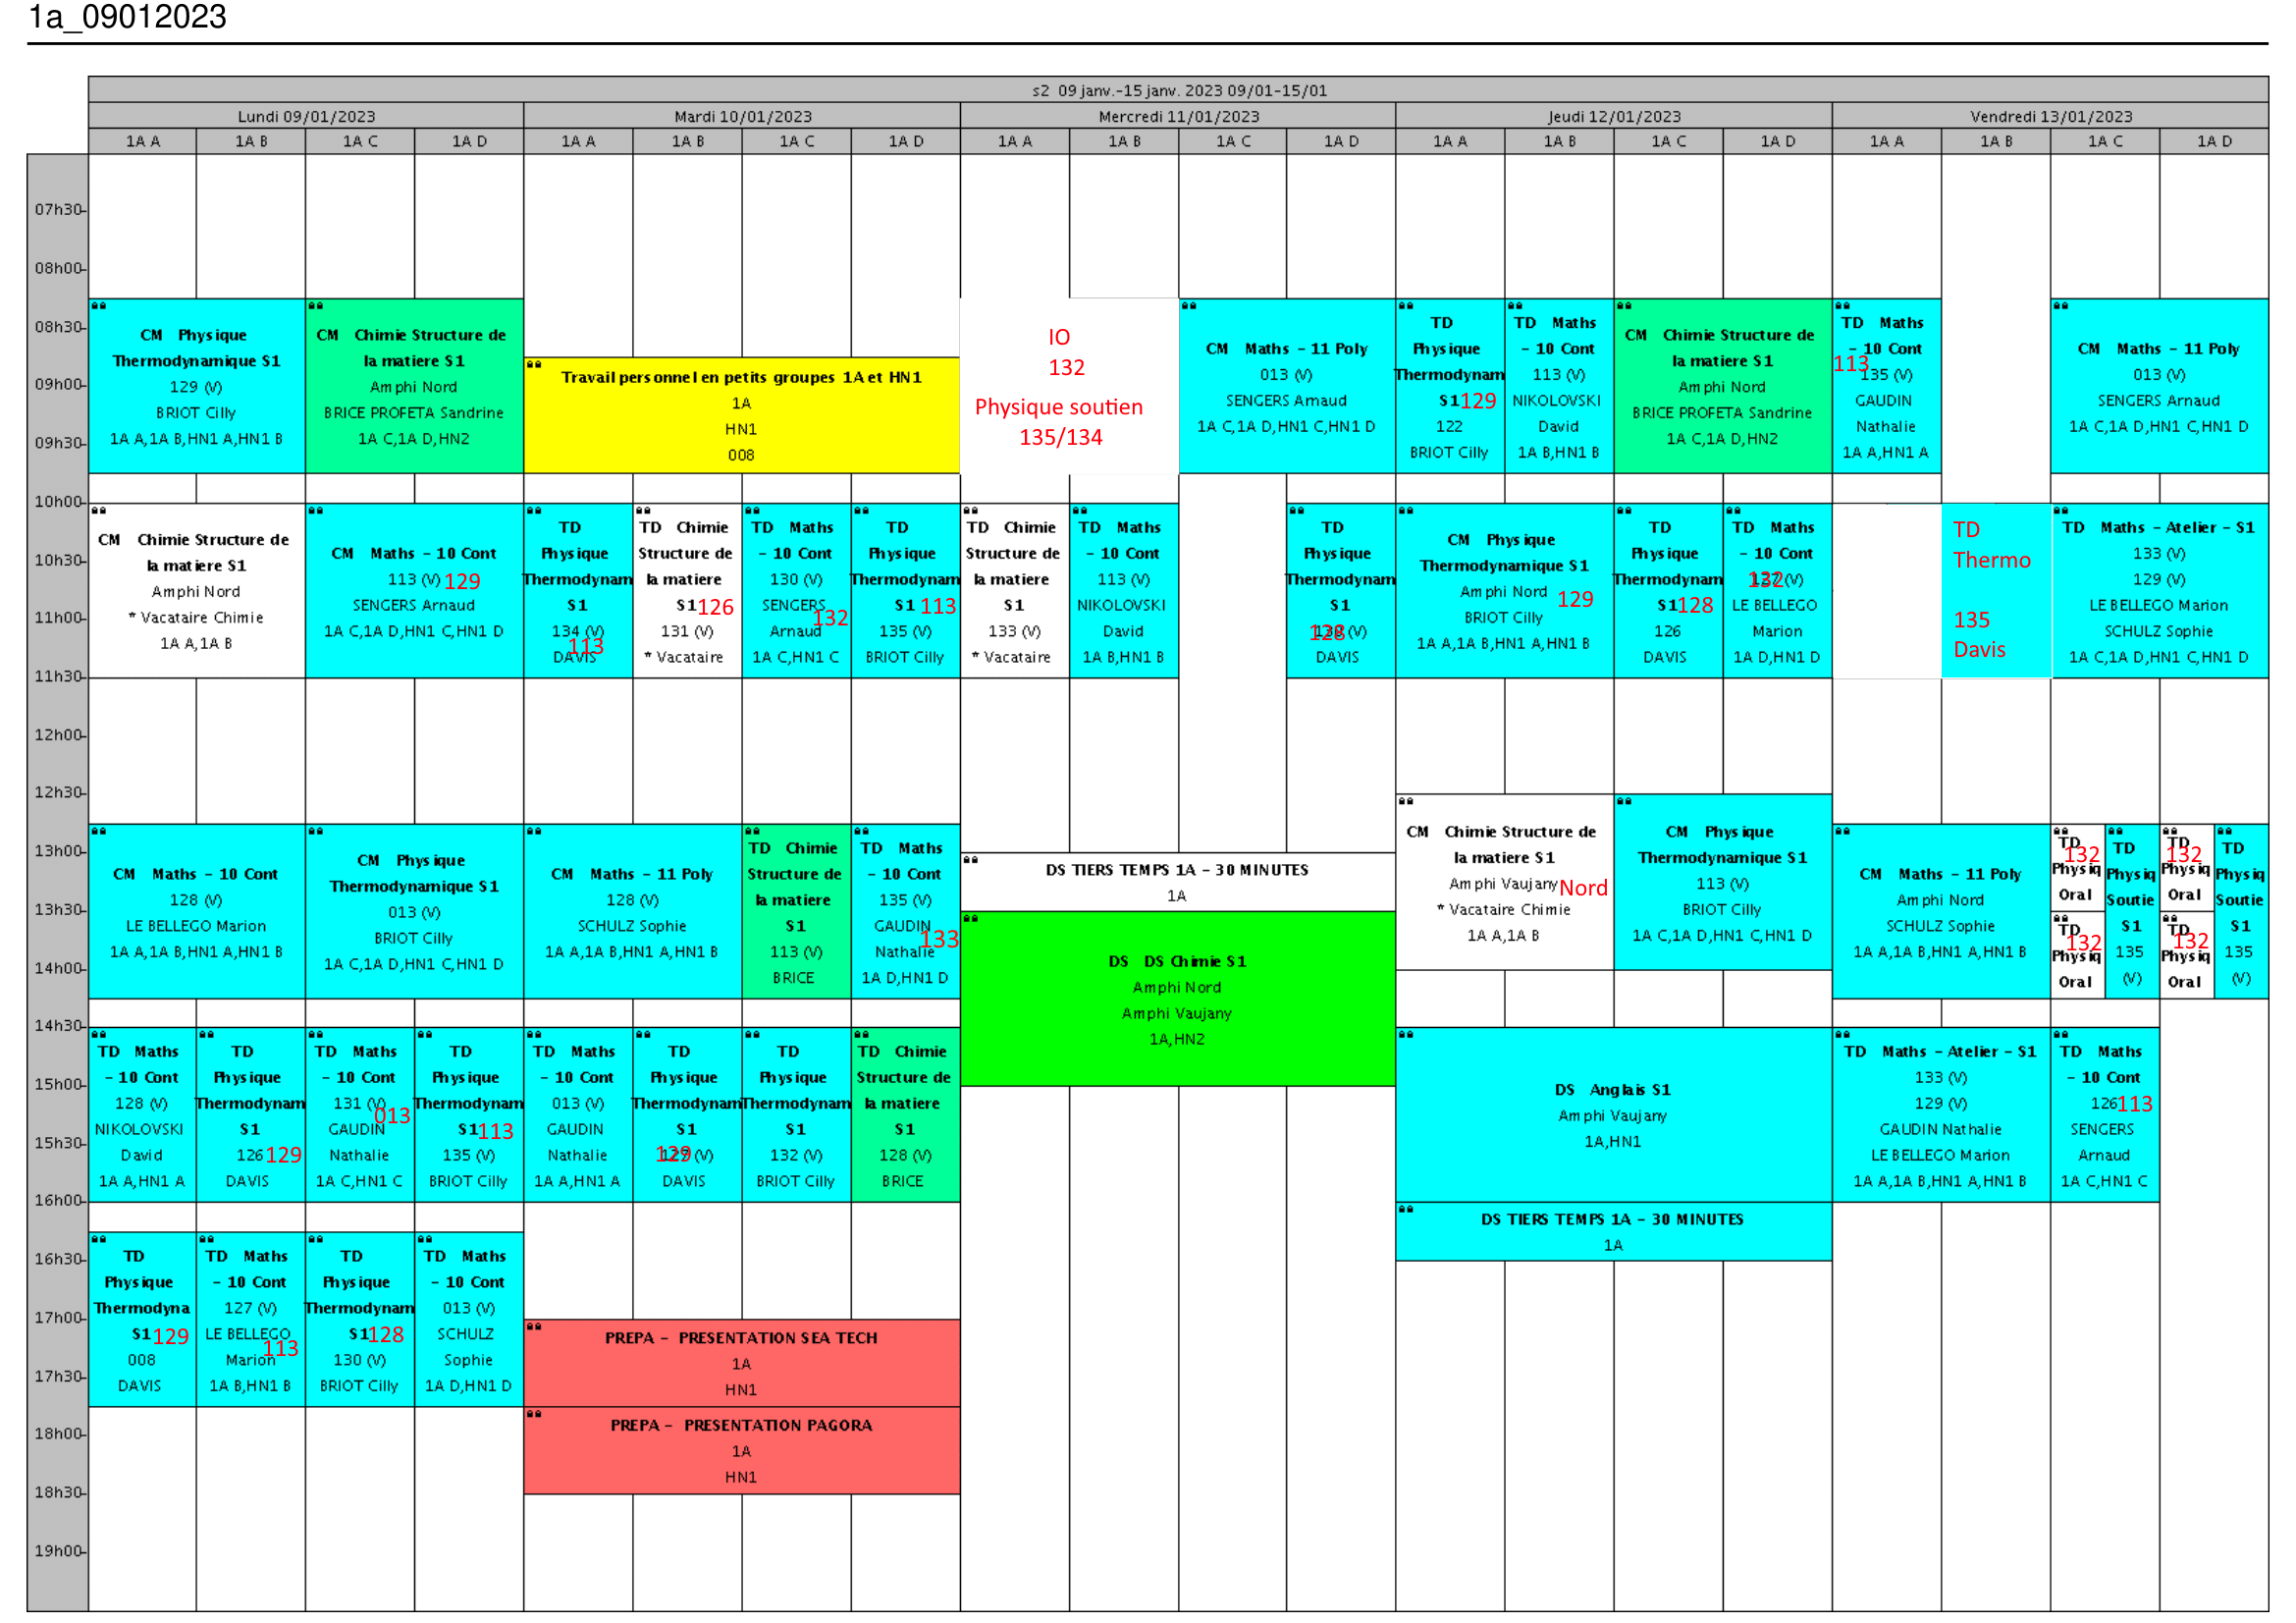 1a_09012023
s2 09 janv.-15 janv. 2023 09/01-15/01
Lundi 09/01/2023 Mardi 10/01/2023 Mercredi 11/01/2023 Jeudi 12/01/2023 Vendredi 13/01/2023
1A A 1A B 1A C 1A D 1A A 1A B 1A C 1A D 1A A 1A B 1A C 1A D 1A A 1A B 1A C 1A D 1A A 1A B 1A C 1A D
07h30
08h00
08h30
09h00
09h30
10h00
10h30
11h00
11h30
12h00
12h30
13h00
13h30
14h00
14h30
15h00
15h30
16h00
16h30
17h00
17h30
18h00
18h30
19h00
CM Physique
Thermodynamique S1
129 (V)
BRIOT Cilly
1A A,1A B,HN1 A,HN1 B
CM Chimie Structure de
la matiere S1
Amphi Nord
BRICE PROFETA Sandrine
1A C,1A D,HN2
Travail personnel en petits groupes 1A et HN1
1A
HN1
008
IO
132
Physique soutien
135/134
CM Maths - 11 Poly
013 (V)
SENGERS Arnaud
1A C,1A D,HN1 C,HN1 D
TD
Physique
Thermodynam
S1 129
122
BRIOT Cilly
TD Maths
- 10 Cont
113 (V)
NIKOLOVSKI
David
1A B,HN1 B
CM Chimie Structure de
la matiere S1
Amphi Nord
BRICE PROFETA Sandrine
1A C,1A D,HN2
TD Maths
- 10 Cont
113
135 (V)
GAUDIN
Nathalie
1A A,HN1 A
CM Maths - 11 Poly
013 (V)
SENGERS Arnaud
1A C,1A D,HN1 C,HN1 D
CM Chimie Structure de
la matiere S1
Amphi Nord
* Vacataire Chimie
1A A,1A B
CM Maths - 10 Cont
113 (V) 129
SENGERS Arnaud
1A C,1A D,HN1 C,HN1 D
TD
Physique
Thermodynam
S1
134 (V)
113
DAVIS
TD Chimie
Structure de
la matiere
S1 126
131 (V)
* Vacataire
TD Maths
- 10 Cont
130 (V)
SENGERS
132
Arnaud
1A C,HN1 C
TD
Physique
Thermodynam
S1 113
135 (V)
BRIOT Cilly
TD Chimie
Structure de
la matiere
S1
133 (V)
* Vacataire
TD Maths
- 10 Cont
113 (V)
NIKOLOVSKI
David
1A B,HN1 B
TD
Physique
Thermodynam
S1
128 (V)
DAVIS
CM Physique
Thermodynamique S1
Amphi Nord 129
BRIOT Cilly
1A A,1A B,HN1 A,HN1 B
TD
Physique
Thermodynam
S1 128
126
DAVIS
TD Maths
- 10 Cont
132 (V)
LE BELLEGO
Marion
1A D,HN1 D
TD
Thermo
135
Davis
TD Maths - Atelier - S1
133 (V)
129 (V)
LE BELLEGO Marion
SCHULZ Sophie
1A C,1A D,HN1 C,HN1 D
CM Maths - 10 Cont
128 (V)
LE BELLEGO Marion
1A A,1A B,HN1 A,HN1 B
CM Physique
Thermodynamique S1
013 (V)
BRIOT Cilly
1A C,1A D,HN1 C,HN1 D
CM Maths - 11 Poly
128 (V)
SCHULZ Sophie
1A A,1A B,HN1 A,HN1 B
TD Chimie
Structure de
la matiere
S1
113 (V)
BRICE
TD Maths
- 10 Cont
135 (V)
GAUDIN
133
Nathalie
1A D,HN1 D
DS TIERS TEMPS 1A - 30 MINUTES
1A
DS DS Chimie S1
Amphi Nord
Amphi Vaujany
1A,HN2
CM Chimie Structure de
la matiere S1
Amphi Vaujany Nord
* Vacataire Chimie
1A A,1A B
CM Physique
Thermodynamique S1
113 (V)
BRIOT Cilly
1A C,1A D,HN1 C,HN1 D
CM Maths - 11 Poly
Amphi Nord
SCHULZ Sophie
1A A,1A B,HN1 A,HN1 B
TD
132
Physiq
Oral
TD
132
Physiq
Oral
TD
Physiq
Soutie
S1
135
(V)
TD
132
Physiq
Oral
TD
132
Physiq
Oral
TD
Physiq
Soutie
S1
135
(V)
TD Maths
- 10 Cont
128 (V)
NIKOLOVSKI
David
1A A,HN1 A
TD
Physique
Thermodynam
S1
126 129
DAVIS
TD Maths
- 10 Cont
131 (V)
013
GAUDIN
Nathalie
1A C,HN1 C
TD
Physique
Thermodynam
S1 113
135 (V)
BRIOT Cilly
TD Maths
- 10 Cont
013 (V)
GAUDIN
Nathalie
1A A,HN1 A
TD
Physique
Thermodynam
S1
129 (V)
DAVIS
TD
Physique
Thermodynam
S1
132 (V)
BRIOT Cilly
TD Chimie
Structure de
la matiere
S1
128 (V)
BRICE
DS Anglais S1
Amphi Vaujany
1A,HN1
DS TIERS TEMPS 1A - 30 MINUTES
1A
TD Maths - Atelier - S1
133 (V)
129 (V)
GAUDIN Nathalie
LE BELLEGO Marion
1A A,1A B,HN1 A,HN1 B
TD Maths
- 10 Cont
126 113
SENGERS
Arnaud
1A C,HN1 C
TD
Physique
Thermodyna
S1 129
008
DAVIS
TD Maths
- 10 Cont
127 (V)
LE BELLEGO
113
Marion
1A B,HN1 B
TD
Physique
Thermodynam
S1 128
130 (V)
BRIOT Cilly
TD Maths
- 10 Cont
013 (V)
SCHULZ
Sophie
1A D,HN1 D
PREPA - PRESENTATION SEA TECH
1A
HN1
PREPA - PRESENTATION PAGORA
1A
HN1